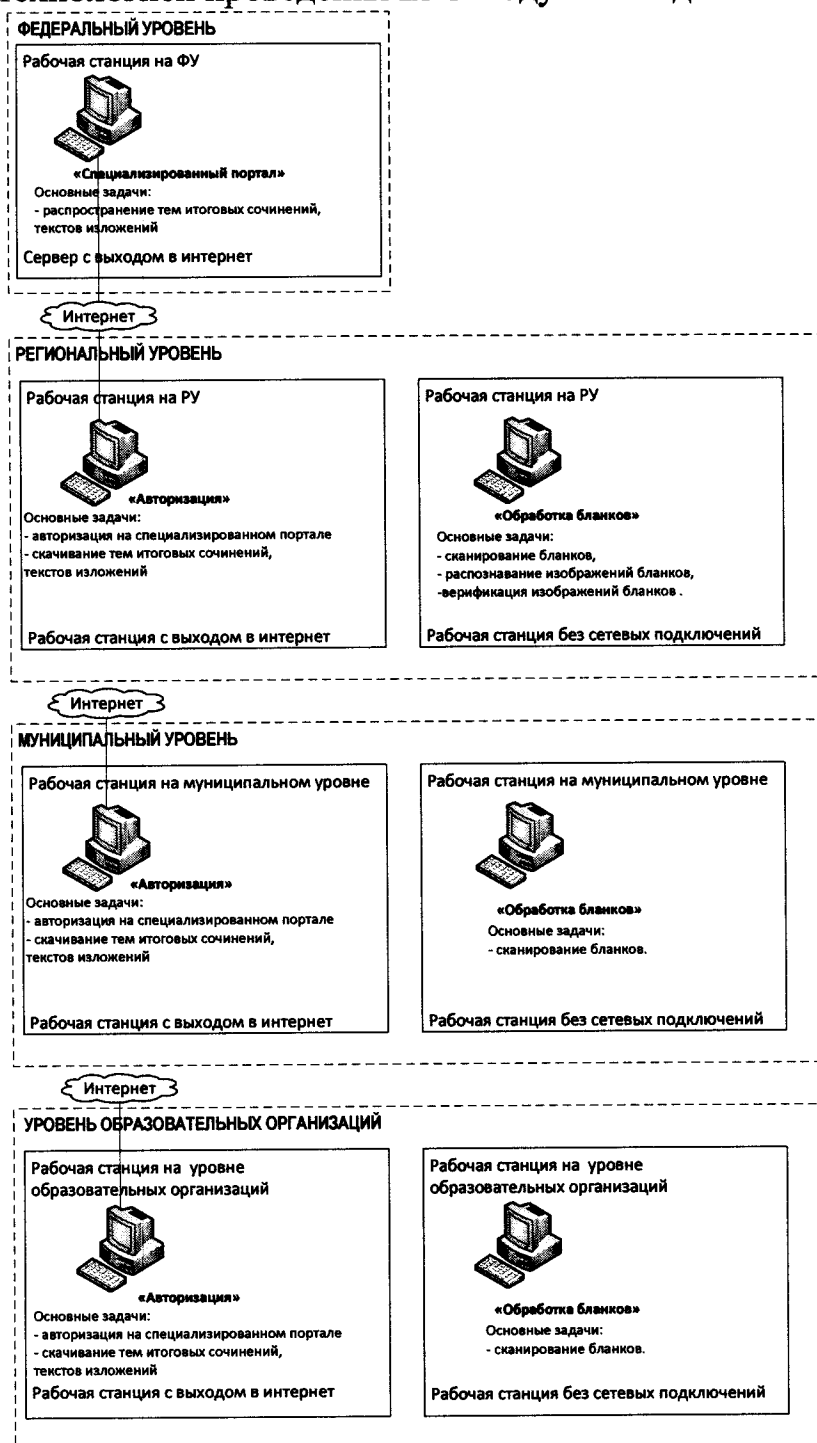 ФЕДЕРАЛЬНЫЙ УРОВЕНЬ
Рабочая станция на ФУ
«Специализированный портал»
Основные задачи:
- распространение тем итоговых сочинений,
текстов изложений
Сервер с выходом в интернет
Интернет
РЕГИОНАЛЬНЫЙ УРОВЕНЬ
Рабочая станция на РУ
«Авторизация»
Основные задачи:
- авторизация на специализированном портале
- скачивание тем итоговых сочинений,
текстов изложений
Рабочая станция с выходом в интернет
Рабочая станция на РУ
«Обработка бланков»
Основные задачи:
- сканирование бланков,
- распознавание изображений бланков,
-верификация изображений бланков .
Рабочая станция без сетевых подключений
Интернет
МУНИЦИПАЛЬНЫЙ УРОВЕНЬ
Рабочая станция на муниципальном уровне
«Авторизация»
Основные задачи:
- авторизация на специализированном портале
- скачивание тем итоговых сочинений,
текстов изложений
Рабочая станция с выходом в интернет
Рабочая станция на муниципальном уровне
«Обработка бланков»
Основные задачи:
- сканирование бланков.
Рабочая станция без сетевых подключений
Интернет
УРОВЕНЬ ОБРАЗОВАТЕЛЬНЫХ ОРГАНИЗАЦИЙ
Рабочая станция на уровне
образовательных организаций
«Авторизация»
Основные задачи:
- авторизация на специализированном портале
- скачивание тем итоговых сочинений,
текстов изложений
Рабочая станция с выходом в интернет
Рабочая станция на уровне
образовательных организаций
«Обработка бланков»
Основные задачи:
- сканирование бланков.
Рабочая станция без сетевых подключений